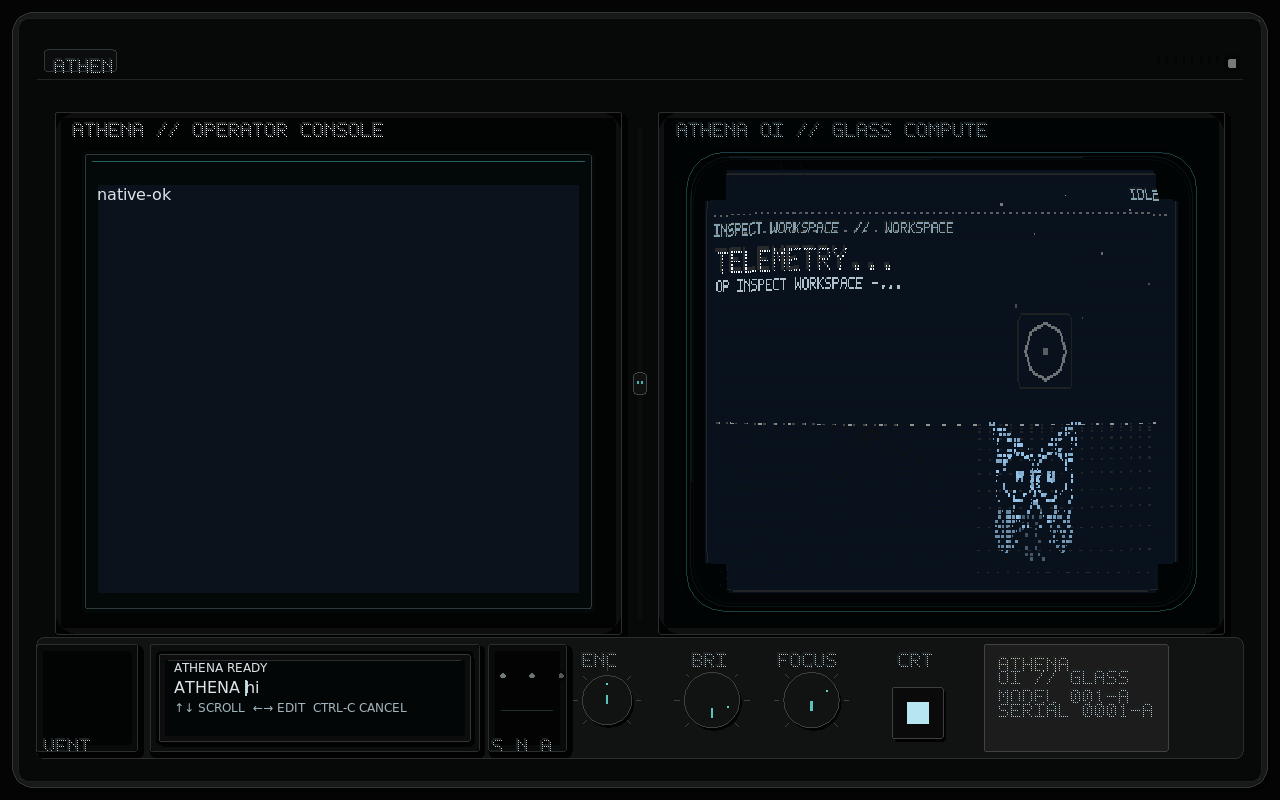 ATHEN
ATHENA // OPERATOR CONSOLE
native-ok
ATHENA OI // GLASS COMPUTE
IDLE
INSPECT WORKSPACE // WORKSPACE
TELEMETRY...
OP INSPECT WORKSPACE -...
VENT
ATHENA READY
ATHENA hi
↑↓ SCROLL ←→ EDIT CTRL-C CANCEL
S N A
ENC
BRI
FOCUS
CRT
ATHENA
OI // GLASS
MODEL 001-A
SERIAL 0001-A